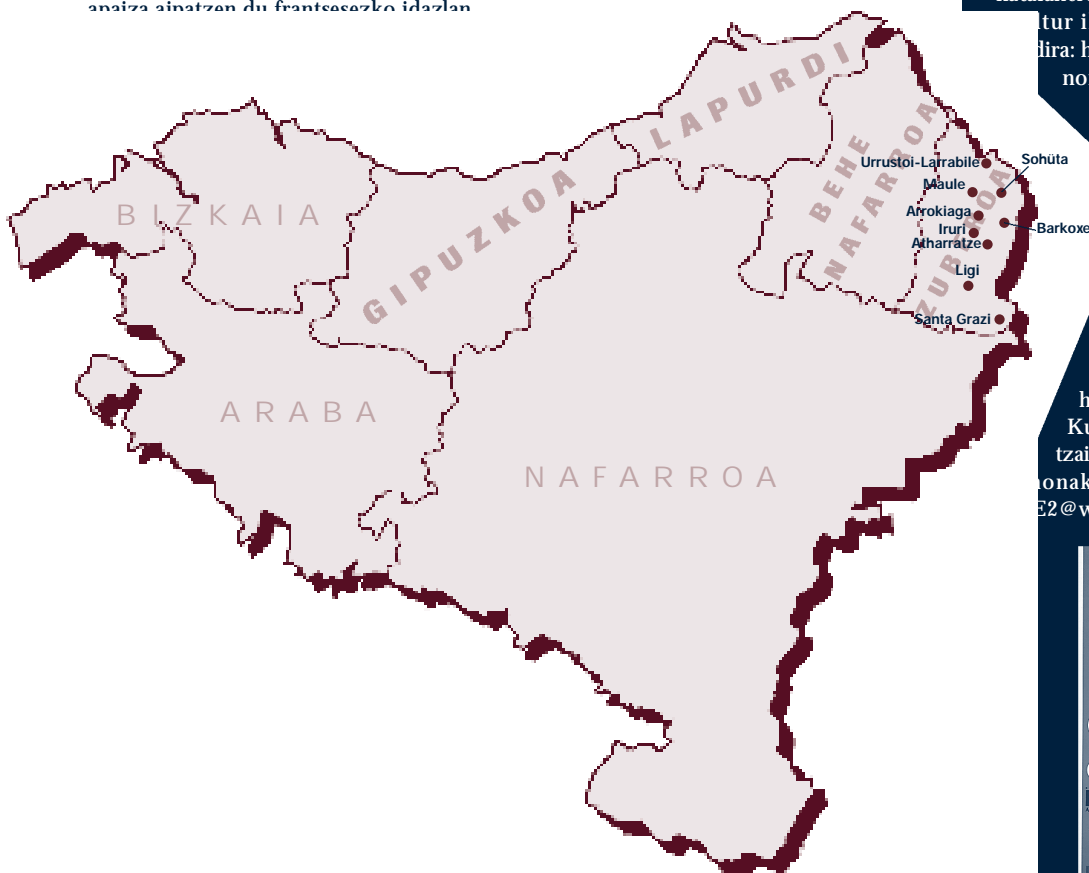 apaiza aipatzen du frantsesezko idazlan
tur i
dira: h
no
LAPURDI
BEHE
NAFARROA
Urrustoi-Larrabile
Sohüta
Maule
ZUBEROA
Arrokiaga
Barkoxe
Iruri
Atharratze
Ligi
Santa Grazi
BIZKAIA
GIPUZKOA
ARABA
NAFARROA
h
Ku
tzai
onak
E2@w